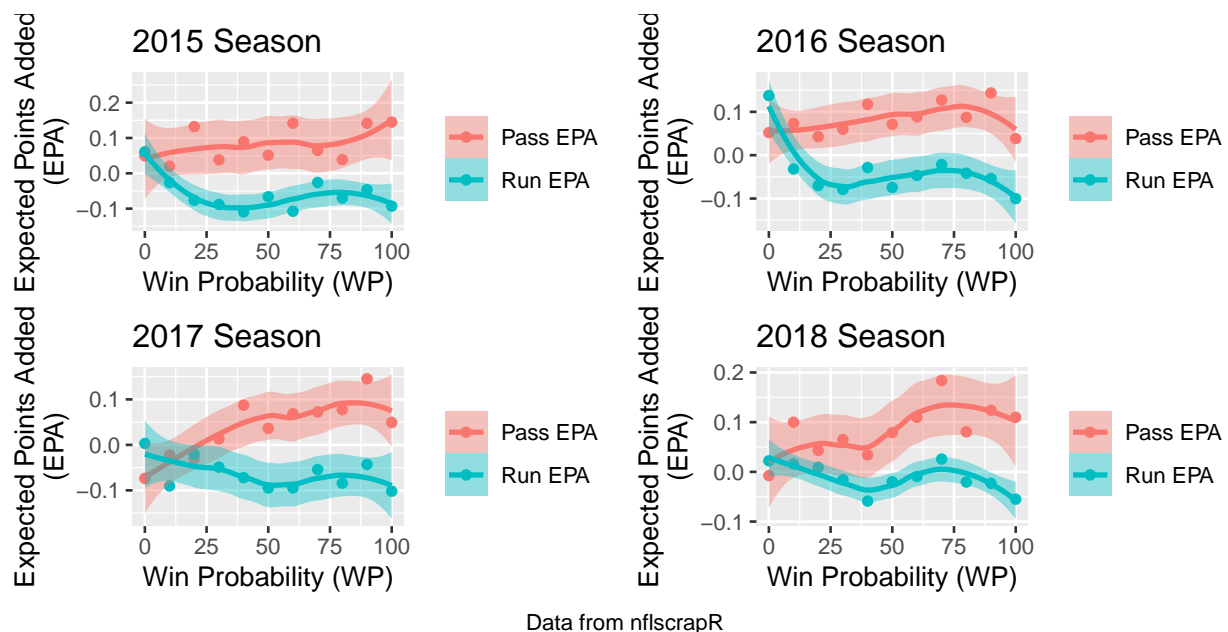 2015 Season
Expected Points Added
(EPA)
0.2
0.1
0.0
−0.1
0 25 50 75 100
Win Probability (WP)
Pass EPA
Run EPA
2016 Season
Expected Points Added
(EPA)
0.1
0.0
−0.1
0 25 50 75 100
Win Probability (WP)
Pass EPA
Run EPA
2017 Season
Expected Points Added
(EPA)
0.1
0.0
−0.1
0 25 50 75 100
Win Probability (WP)
Pass EPA
Run EPA
2018 Season
Expected Points Added
(EPA)
0.2
0.1
0.0
−0.1
0 25 50 75 100
Win Probability (WP)
Pass EPA
Run EPA
Data from nflscrapR